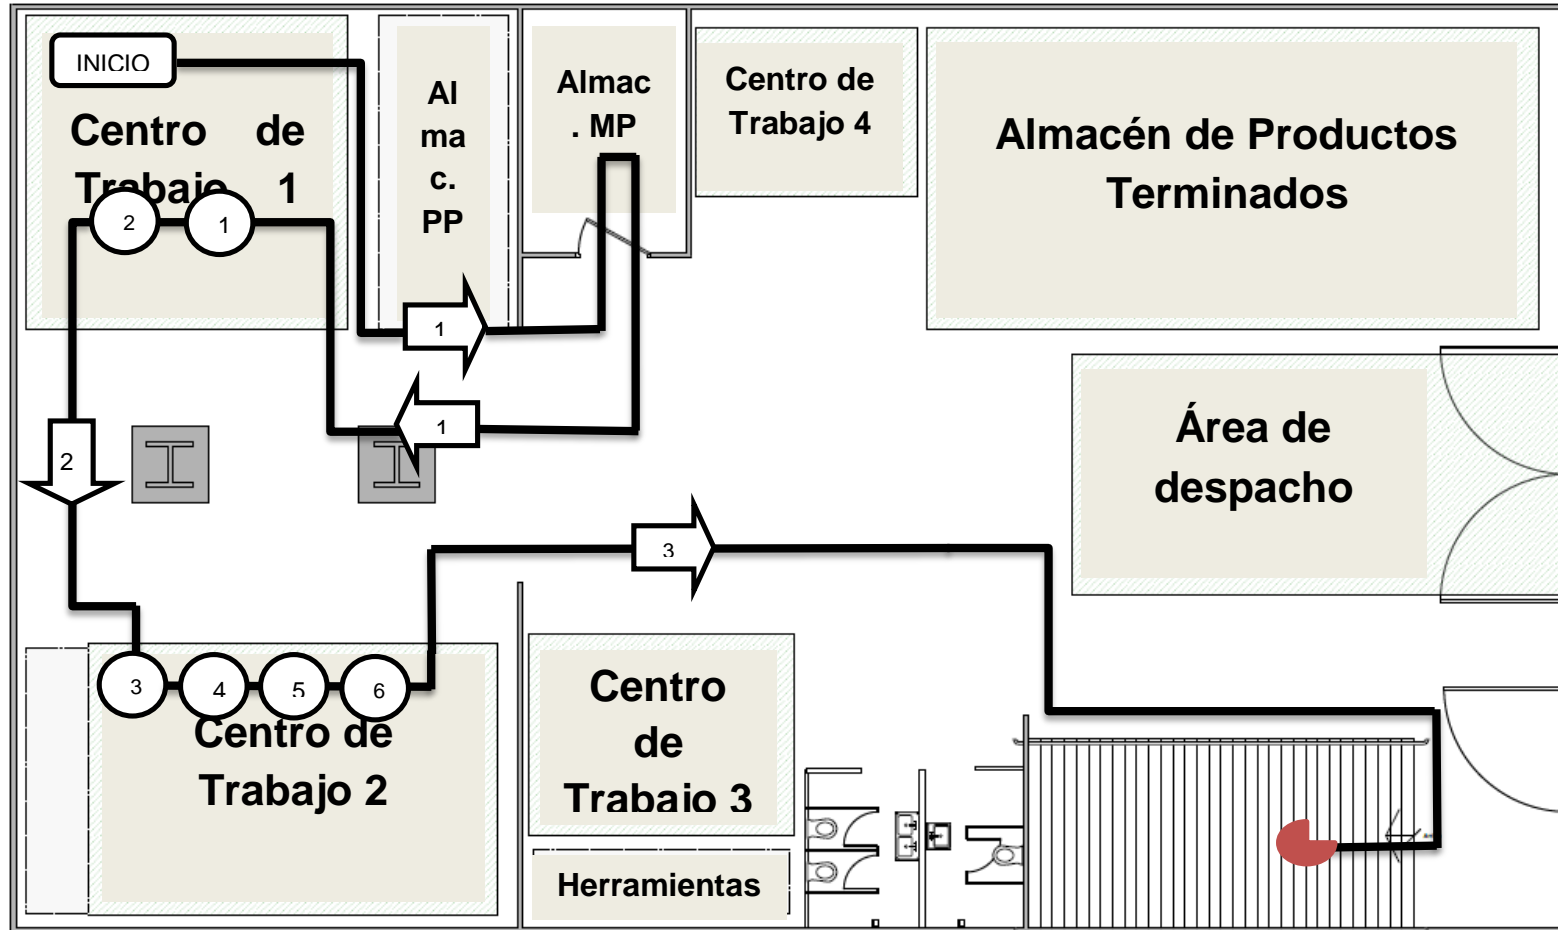 INICIO
Centro de
Trabajo 1
2
1
Al
mac.
PP
Almac
. MP
Centro de
Trabajo 4
Almacén de Productos
Terminados
1
1
2
Área de
despacho
3
3
4
5
6
Centro de
Trabajo 2
Centro
de
Trabajo 3
Herramientas